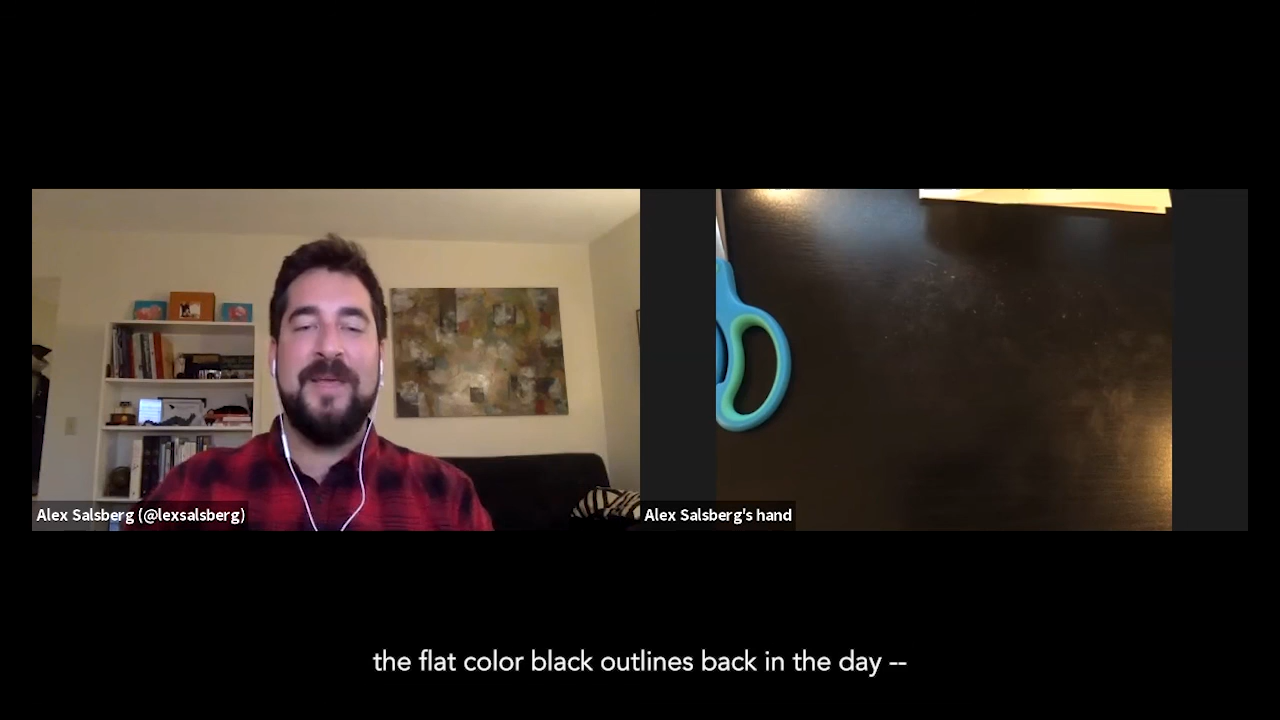 Alex Salsberg (@lexsalsberg)
Alex Salsberg's hand
the flat color black outlines back in the day --